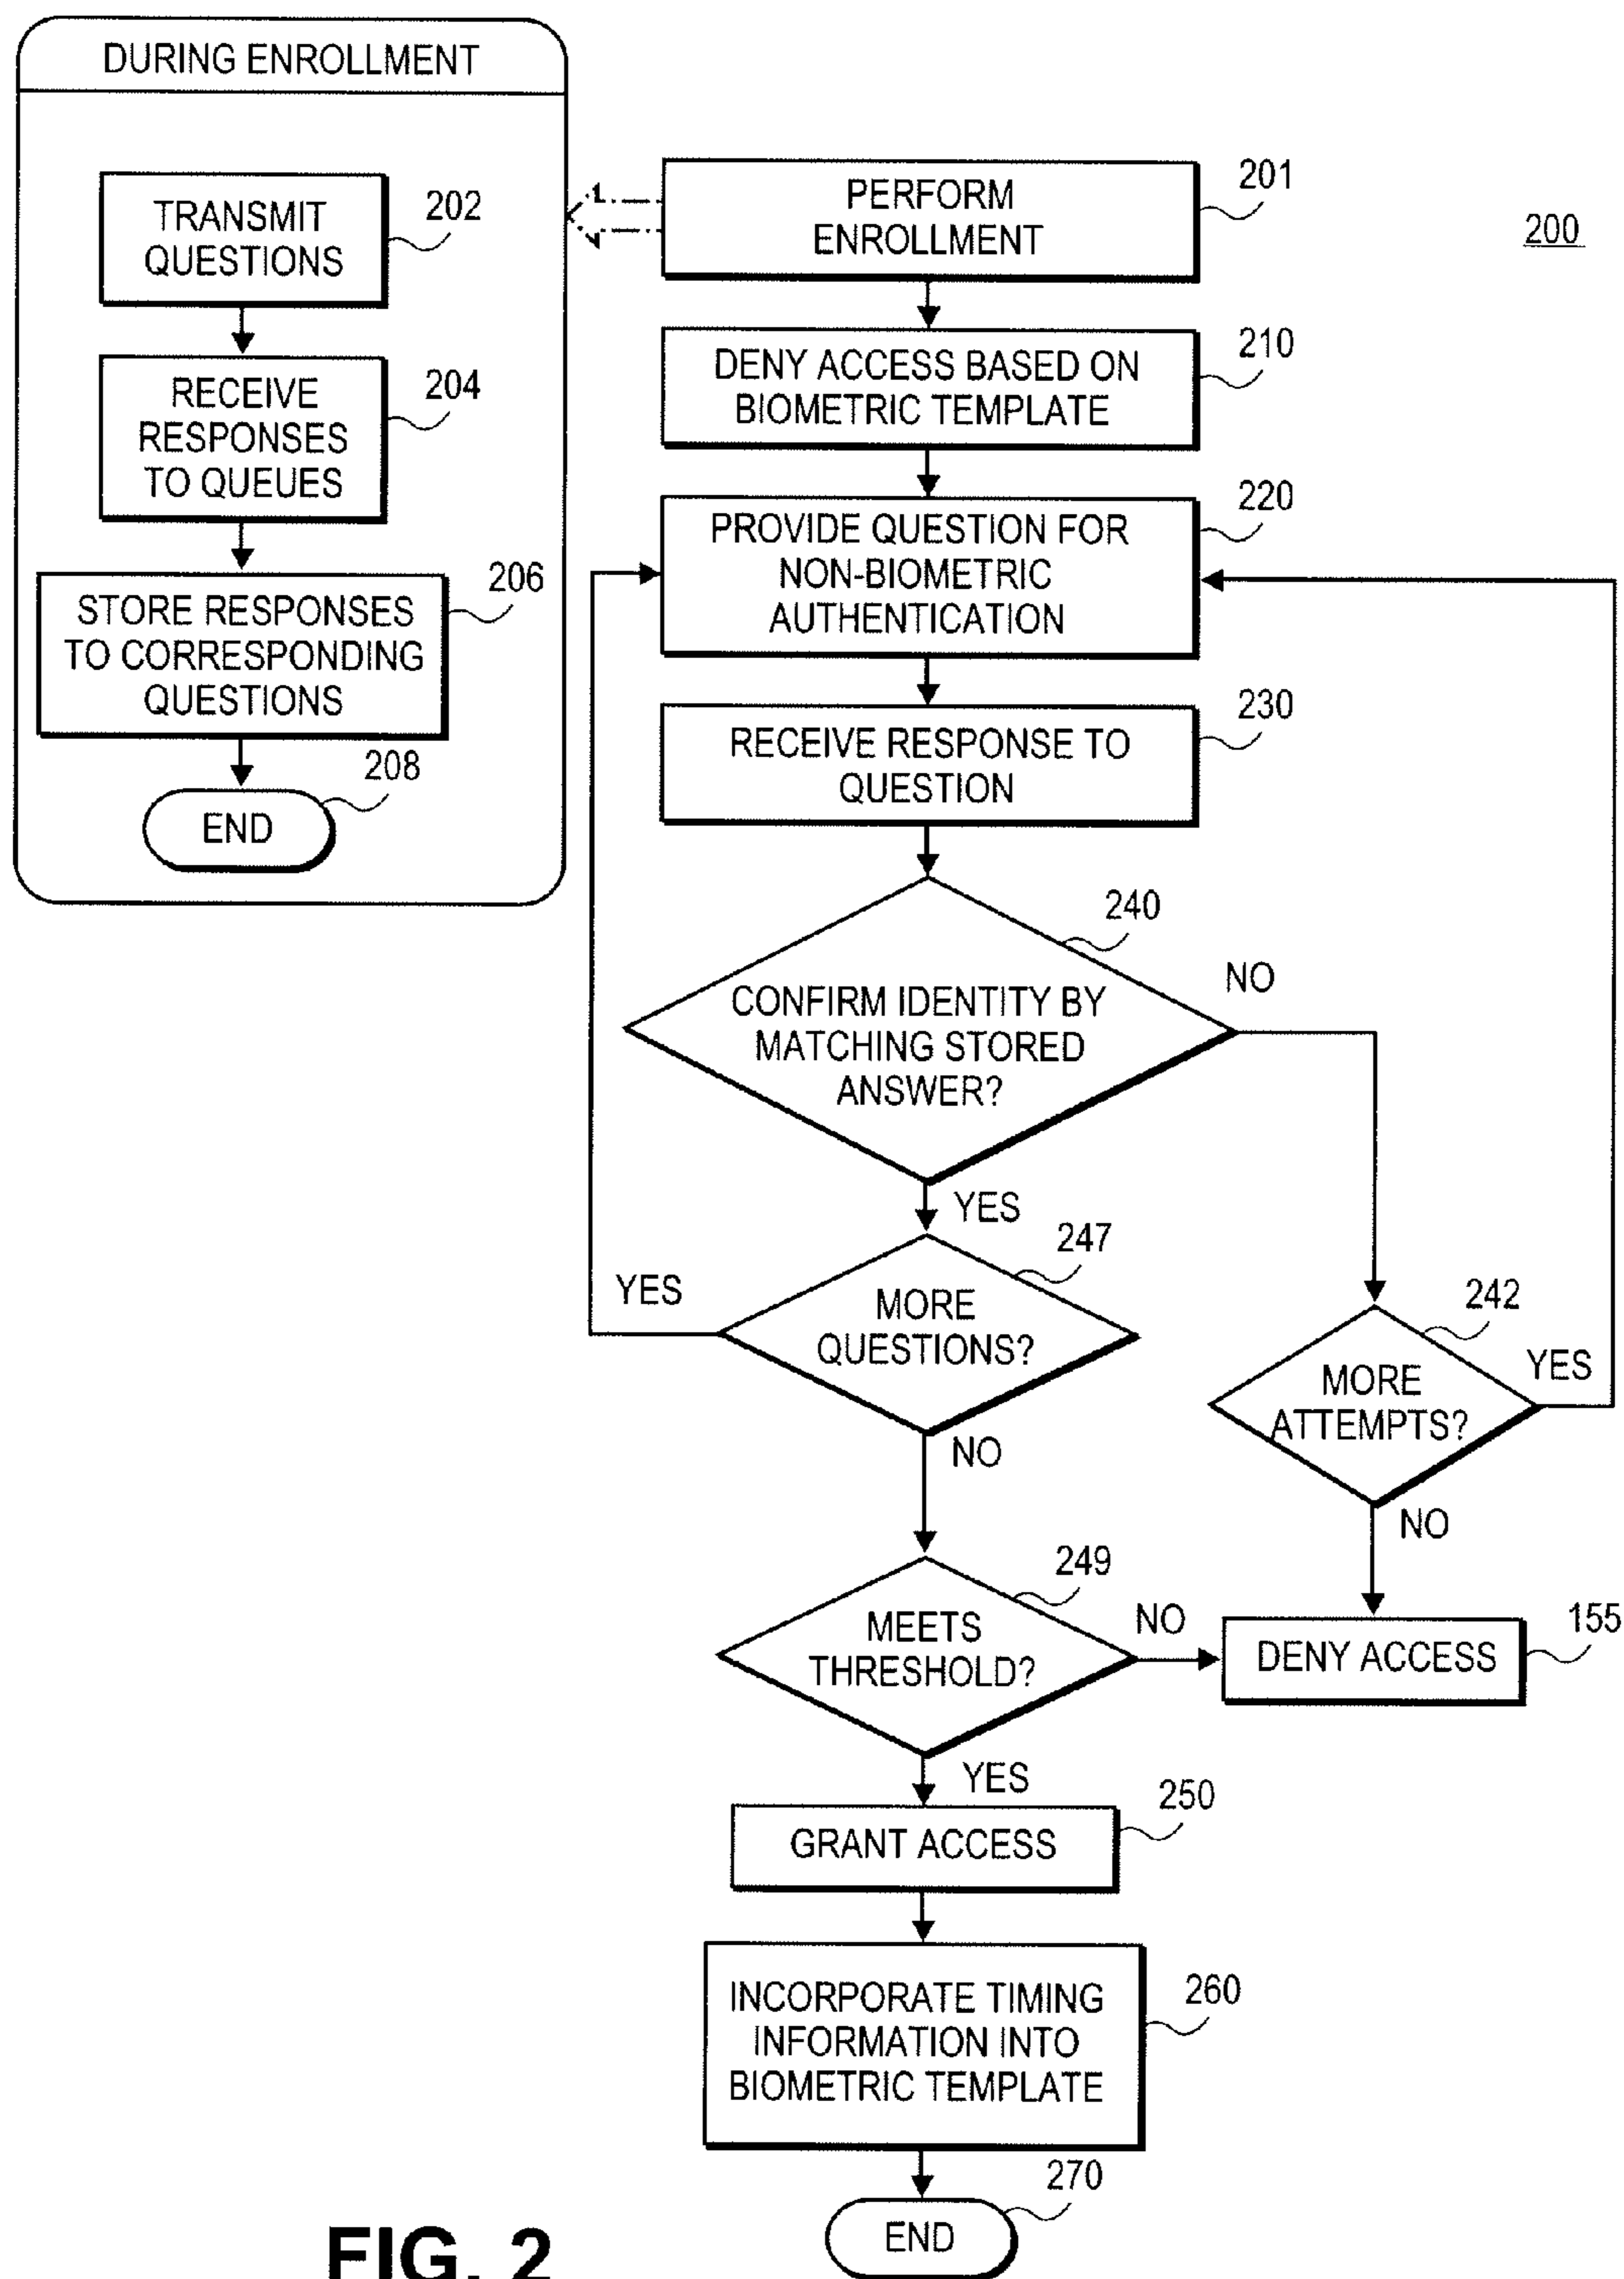 DURING ENROLLMENT
TRANSMIT
QUESTIONS
202
RECEIVE
RESPONSES
TO QUEUES
204
STORE RESPONSES
TO CORRESPONDING
QUESTIONS
206
END
208
200
PERFORM
ENROLLMENT
201
DENY ACCESS BASED ON
BIOMETRIC TEMPLATE
210
PROVIDE QUESTION FOR
NON-BIOMETRIC
AUTHENTICATION
220
RECEIVE RESPONSE TO
QUESTION
230
CONFIRM IDENTITY BY
MATCHING STORED
ANSWER?
240
NO
YES
MORE
QUESTIONS?
247
YES
NO
MORE
ATTEMPTS?
242
YES
NO
MEETS
THRESHOLD?
249
NO
YES
DENY ACCESS
155
GRANT ACCESS
250
INCORPORATE TIMING
INFORMATION INTO
BIOMETRIC TEMPLATE
260
END
270
FIG. 2